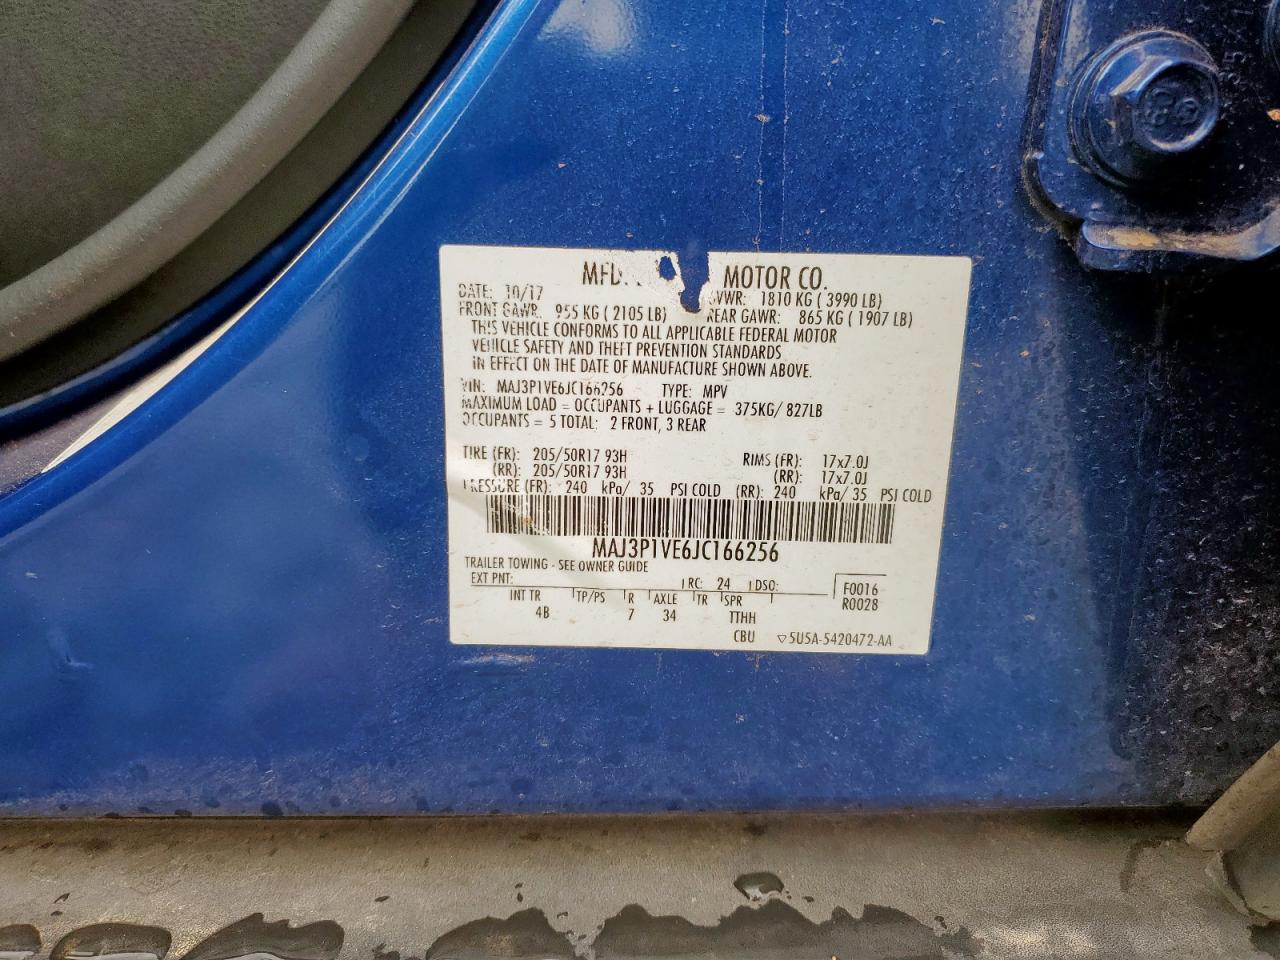 MFD. MOTOR CO.
DATE: 10/17 GVWR: 1810 KG ( 3990 LB)
FRONT GAWR: 955 KG ( 2105 LB) REAR GAWR: 865 KG ( 1907 LB)
THIS VEHICLE CONFORMS TO ALL APPLICABLE FEDERAL MOTOR
VEHICLE SAFETY AND THEFT PREVENTION STANDARDS
IN EFFECT ON THE DATE OF MANUFACTURE SHOWN ABOVE.
VIN: MAJ3P1VE6JC166256 TYPE: MPV
MAXIMUM LOAD = OCCUPANTS + LUGGAGE = 375KG/ 827LB
OCCUPANTS = 5 TOTAL: 2 FRONT, 3 REAR
TIRE (FR): 205/50R17 93H RIMS (FR): 17x7.0J
(RR): 205/50R17 93H (RR): 17x7.0J
PRESSURE (FR): 240 kPa/ 35 PSI COLD (RR): 240 kPa/ 35 PSI COLD
MAJ3P1VE6JC166256
TRAILER TOWING - SEE OWNER GUIDE
EXT PNT: RC: 24 DSO: F0016
INT TR TP/PS R AXLE TR SPR R0028
4B 7 34 TTHH
CBU ▽5U5A-5420472-AA